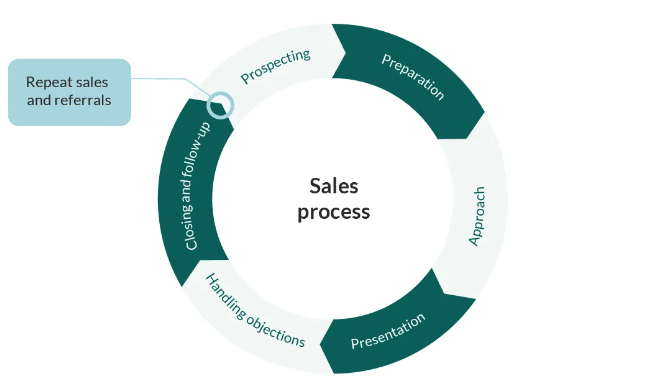 Repeat sales
and referrals
Prospecting
Preparation
Approach
Presentation
Handling objections
Closing and follow-up
Sales
process